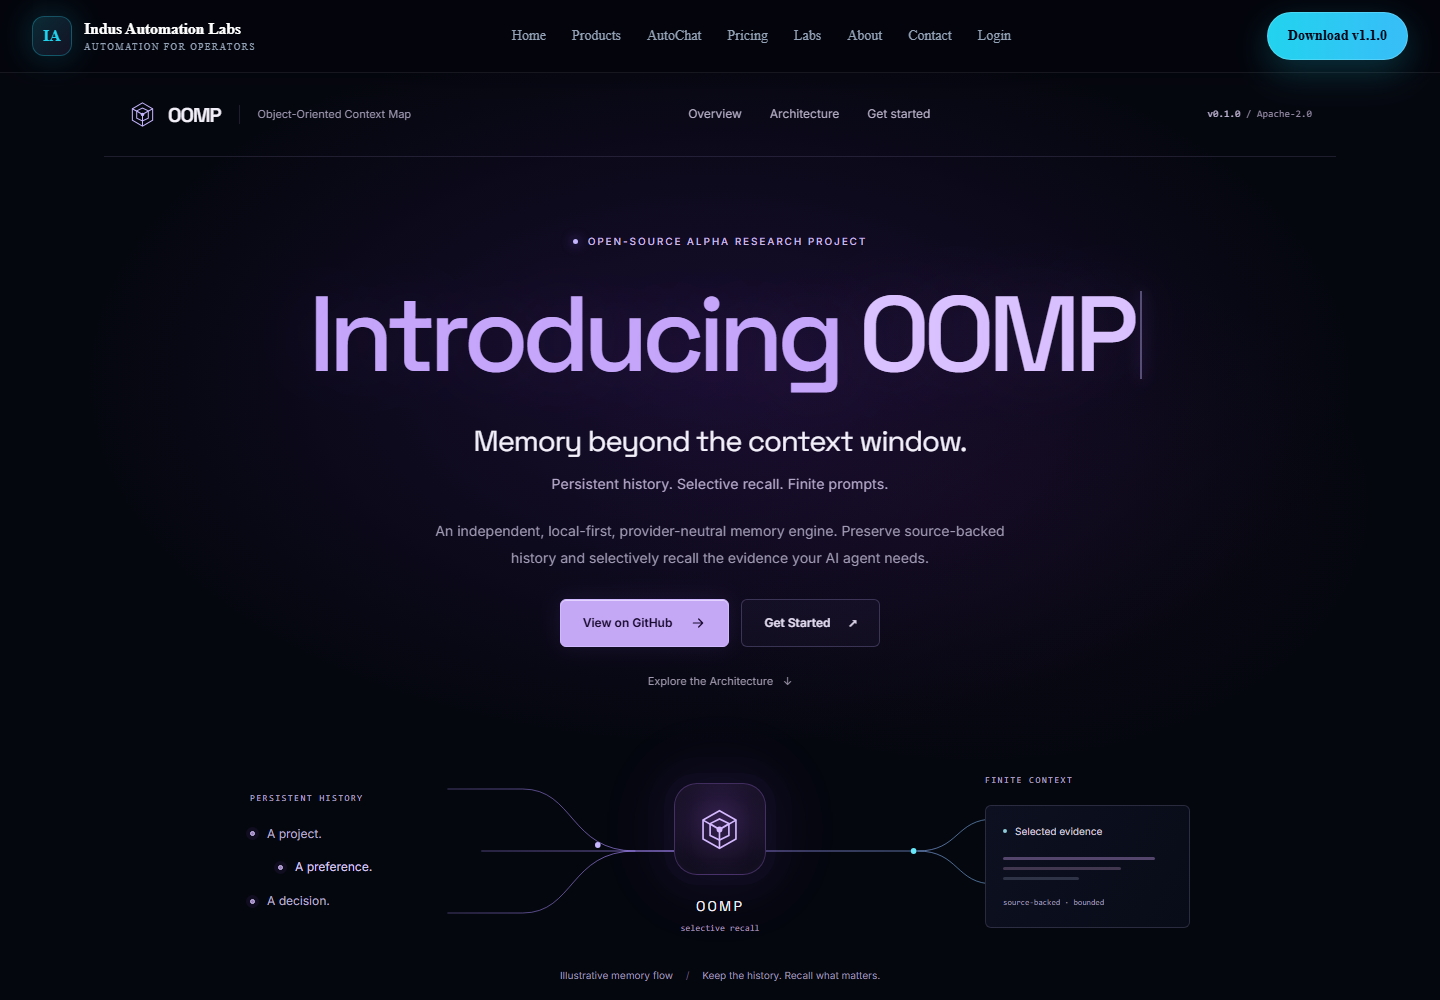 IA
Indus Automation Labs
AUTOMATION FOR OPERATORS
Home Products AutoChat Pricing Labs About Contact Login
Download v1.1.0
OOMP Object-Oriented Context Map
Overview Architecture Get started
v0.1.0 / Apache-2.0
OPEN-SOURCE ALPHA RESEARCH PROJECT
Introducing OOMP
Memory beyond the context window.
Persistent history. Selective recall. Finite prompts.
An independent, local-first, provider-neutral memory engine. Preserve source-backed
history and selectively recall the evidence your AI agent needs.
View on GitHub → Get Started ↗
Explore the Architecture ↓
PERSISTENT HISTORY
A project.
A preference.
A decision.
OOMP
selective recall
FINITE CONTEXT
Selected evidence
source-backed · bounded
Illustrative memory flow / Keep the history. Recall what matters.